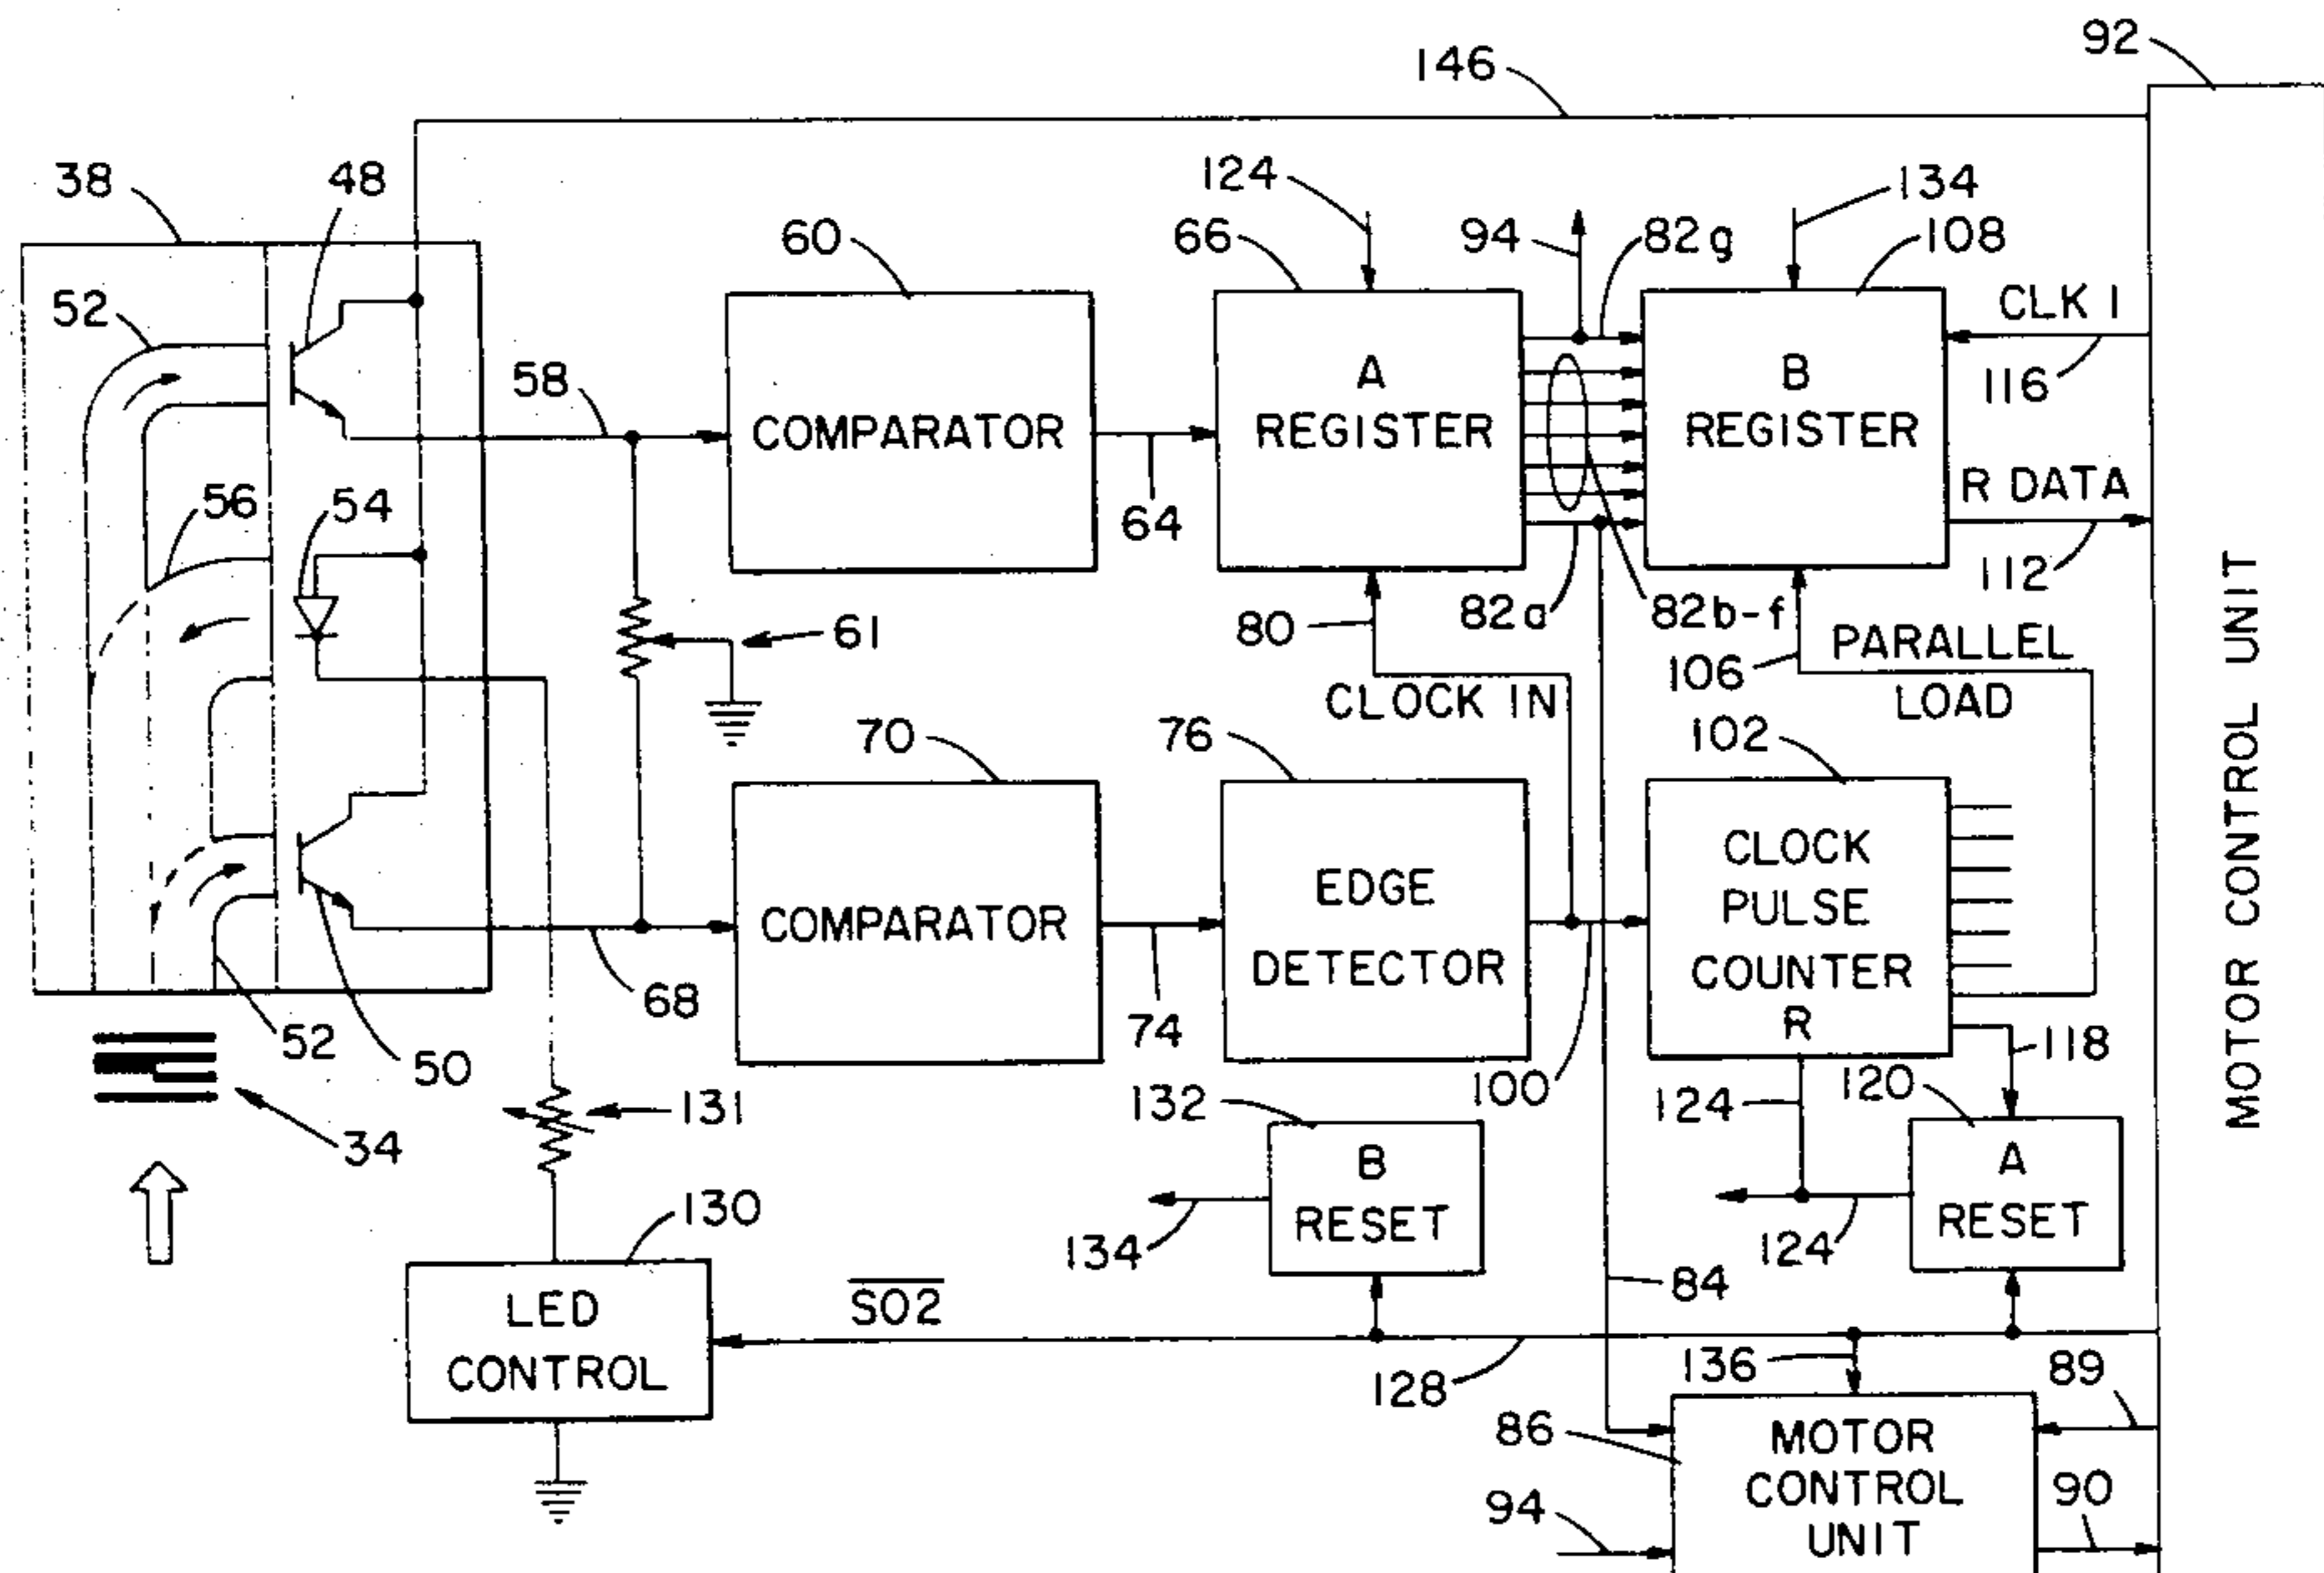 92
146
38
48
124
134
60
66
94
82g
108
52
CLK 1
58
A
B
116
COMPARATOR
REGISTER
REGISTER
56
54
64
R DATA
112
80
82a
82b-f
61
PARALLEL
106
CLOCK IN
LOAD
70
76
102
CLOCK
EDGE
PULSE
COMPARATOR
DETECTOR
COUNTER
68
R
52
50
74
100
118
131
132
124
120
34
B
A
130
RESET
RESET
134
124
LED
SO2
84
CONTROL
136
89
128
86
MOTOR
CONTROL
90
94
UNIT
MOTOR CONTROL UNIT